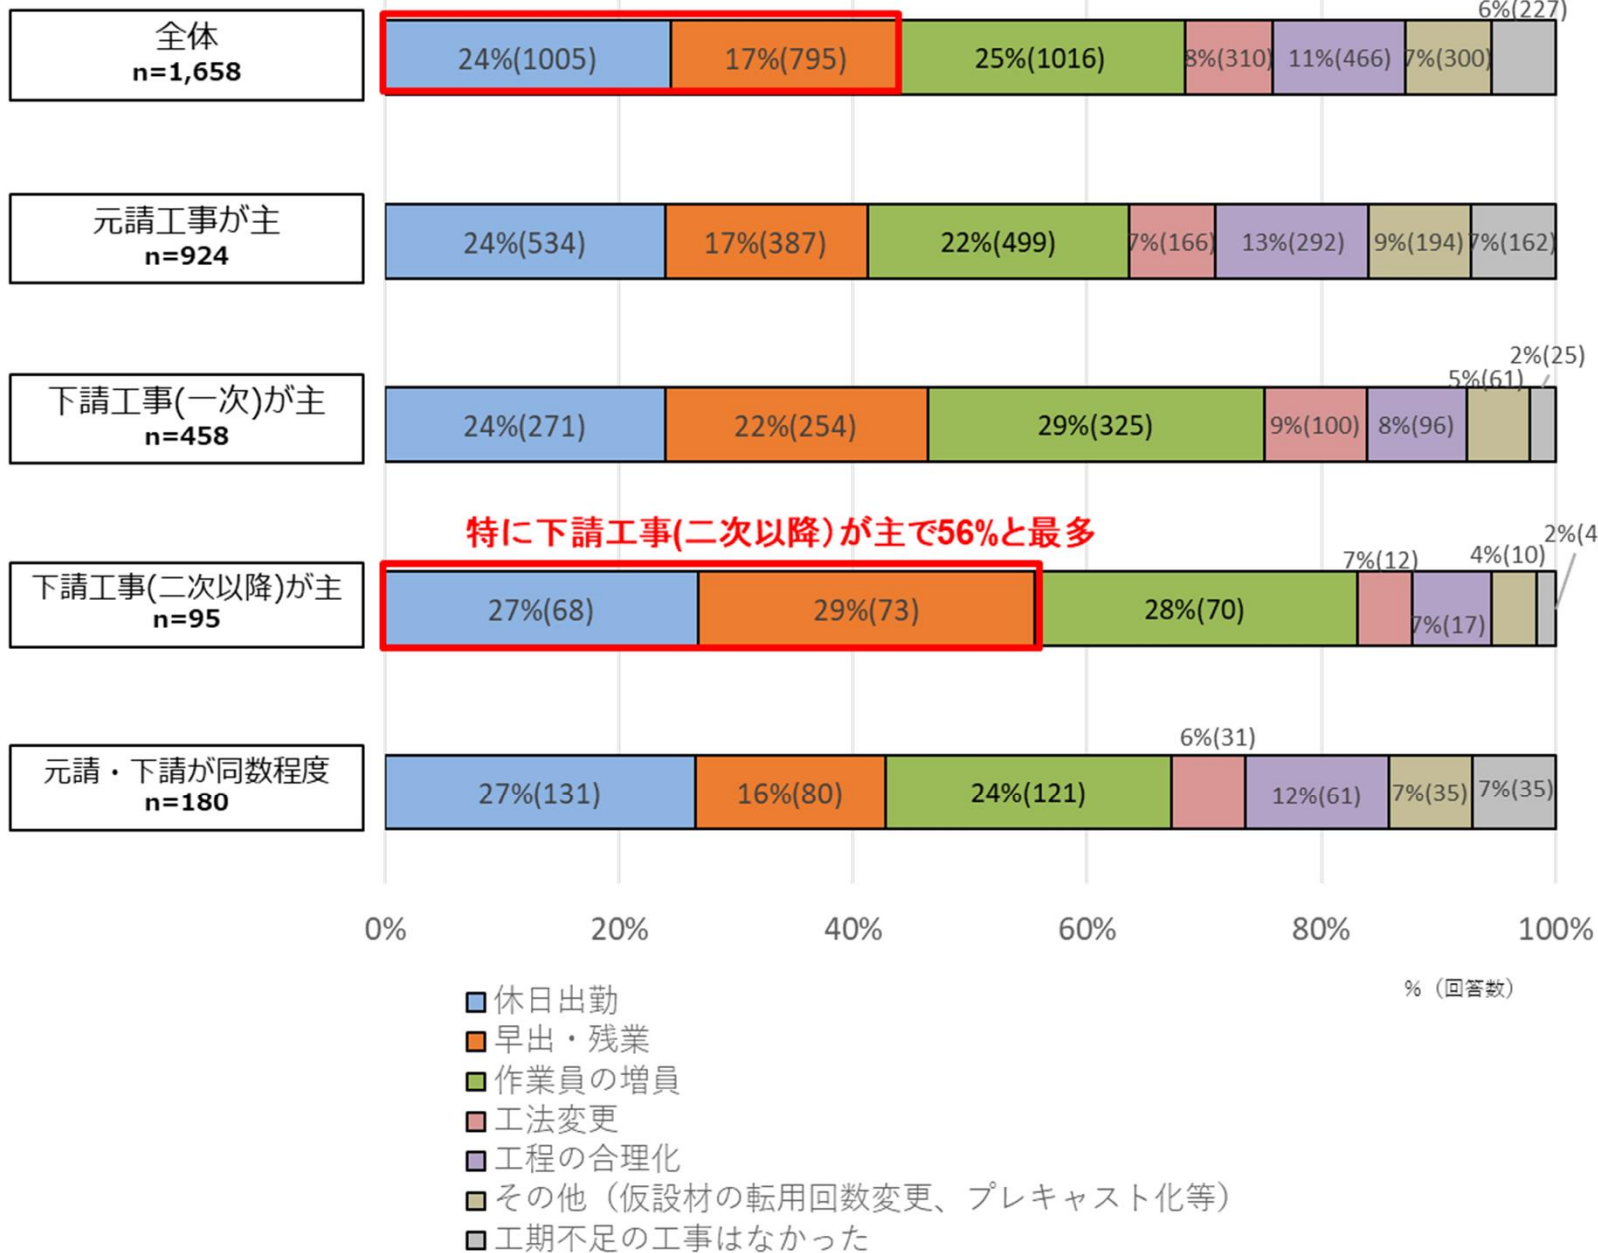 6%(227)
全体
n=1,658
24%(1005) 17%(795) 25%(1016) 8%(310) 11%(466) 7%(300)
元請工事が主
n=924
24%(534) 17%(387) 22%(499) 7%(166) 13%(292) 9%(194) 7%(162)
2%(25)
5%(61)
下請工事(一次)が主
n=458
24%(271) 22%(254) 29%(325) 9%(100) 8%(96)
特に下請工事(二次以降)が主で56%と最多
2%(4
7%(12) 4%(10)
下請工事(二次以降)が主
n=95
27%(68) 29%(73) 28%(70) 7%(17)
6%(31)
元請・下請が同数程度
n=180
27%(131) 16%(80) 24%(121) 12%(61) 7%(35) 7%(35)
0% 20% 40% 60% 80% 100%
%（回答数）
休日出勤
早出・残業
作業員の増員
工法変更
工程の合理化
その他（仮設材の転用回数変更、プレキャスト化等）
工期不足の工事はなかった